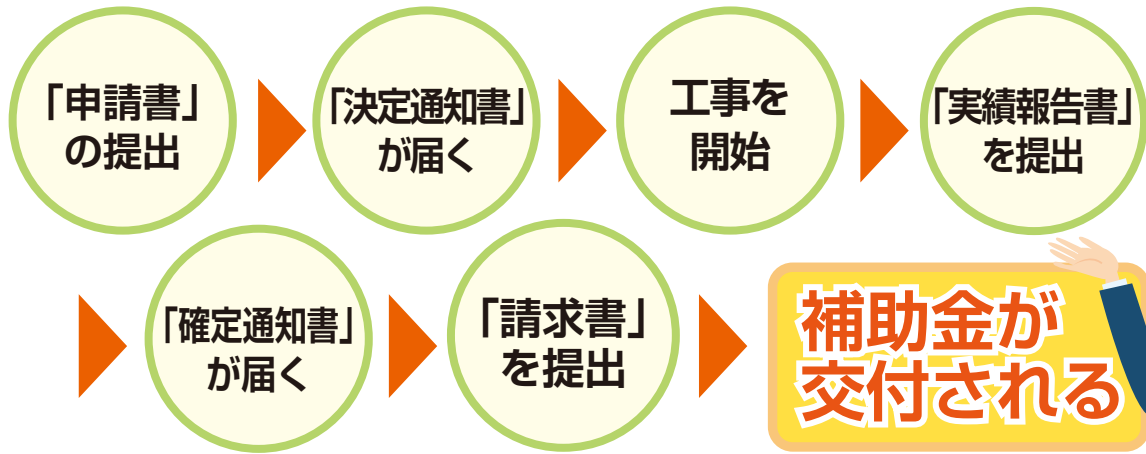 「申請書」
の提出
「決定通知書」
が届く
工事を
開始
「実績報告書」
を提出
「確定通知書」
が届く
「請求書」
を提出
補助金が
交付される